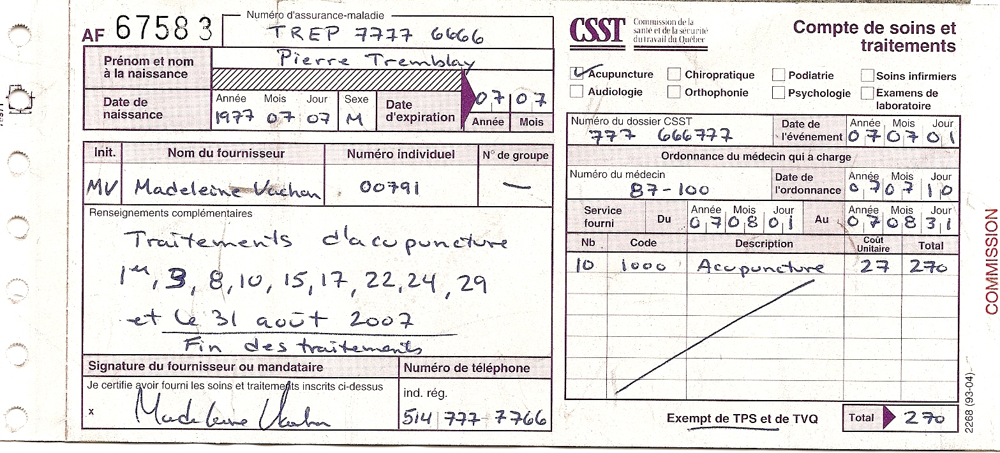 AF 67583
Numéro d'assurance-maladie
TREP 7777 6666
Prénom et nom
à la naissance
Pierre Tremblay
Date de
naissance
Année Mois Jour
1977 07 07
Sexe
M
Date
d'expiration
07 07
Année Mois
Init. Nom du fournisseur Numéro individuel N° de groupe
MV Madeleine Vachon 00791 —
Renseignements complémentaires
Traitements d'acupuncture
1er, 3, 8, 10, 15, 17, 22, 24, 29
et le 31 août 2007
Fin des traitements
Signature du fournisseur ou mandataire
Je certifie avoir fourni les soins et traitements inscrits ci-dessus
x Madeleine Vachon
Numéro de téléphone
ind. rég.
514 777-7766
CSST
Commission de la
santé et de la sécurité
du travail du Québec
Compte de soins et
traitements
Acupuncture Chiropratique Podiatrie Soins infirmiers
Audiologie Orthophonie Psychologie Examens de
laboratoire
Numéro du dossier CSST
777 666777
Date de
l'événement
Année Mois Jour
07 07 01
Ordonnance du médecin qui a charge
Numéro du médecin
87-100
Date de
l'ordonnance
Année Mois Jour
07 07 10
Service
fourni
Du
Année Mois Jour
07 08 01
Au
Année Mois Jour
07 08 31
Nb Code Description Coût
Unitaire Total
10 1000 Acupuncture 27 270
Exempt de TPS et de TVQ
Total 270
2268 (93-04)
COMMISSION